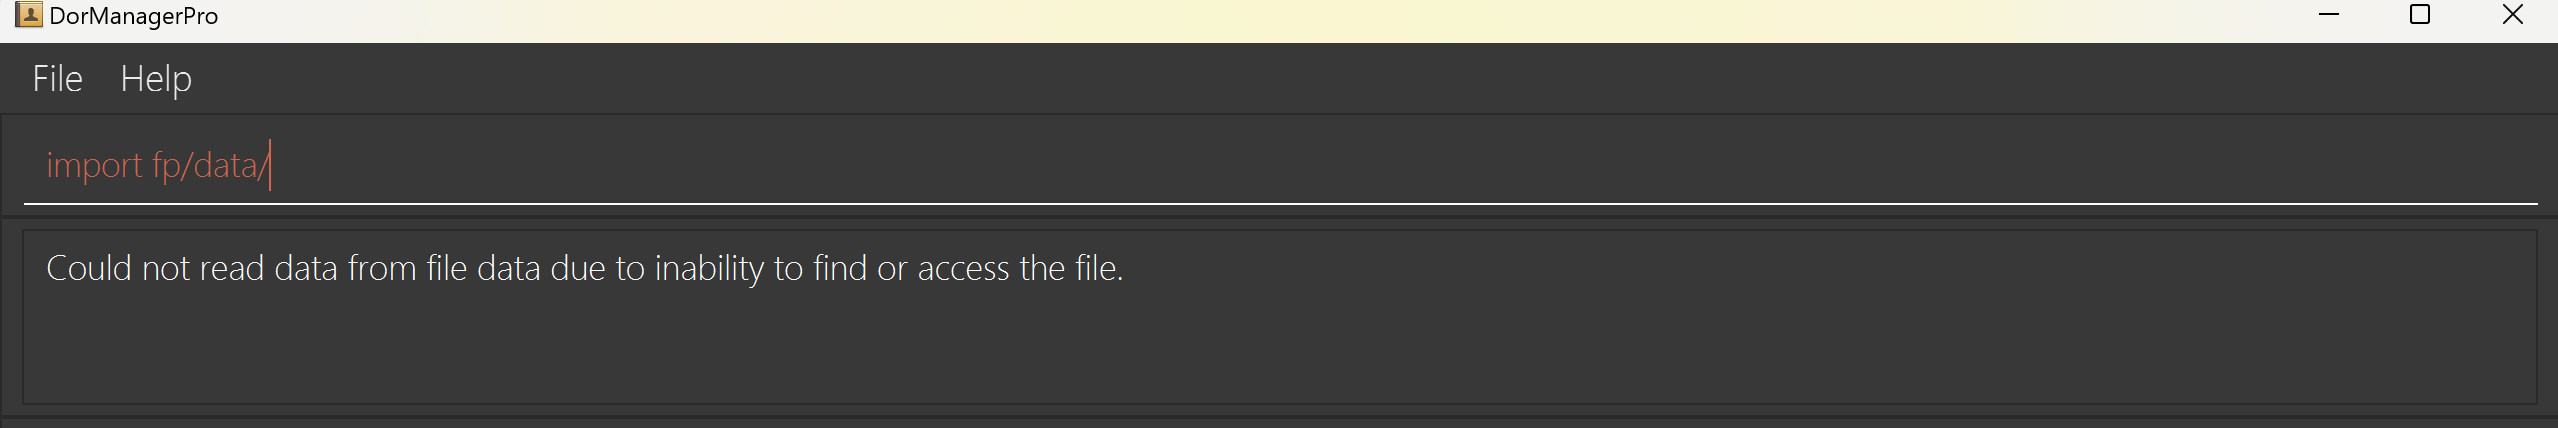 DorManagerPro
File Help
import fp/data/
Could not read data from file data due to inability to find or access the file.